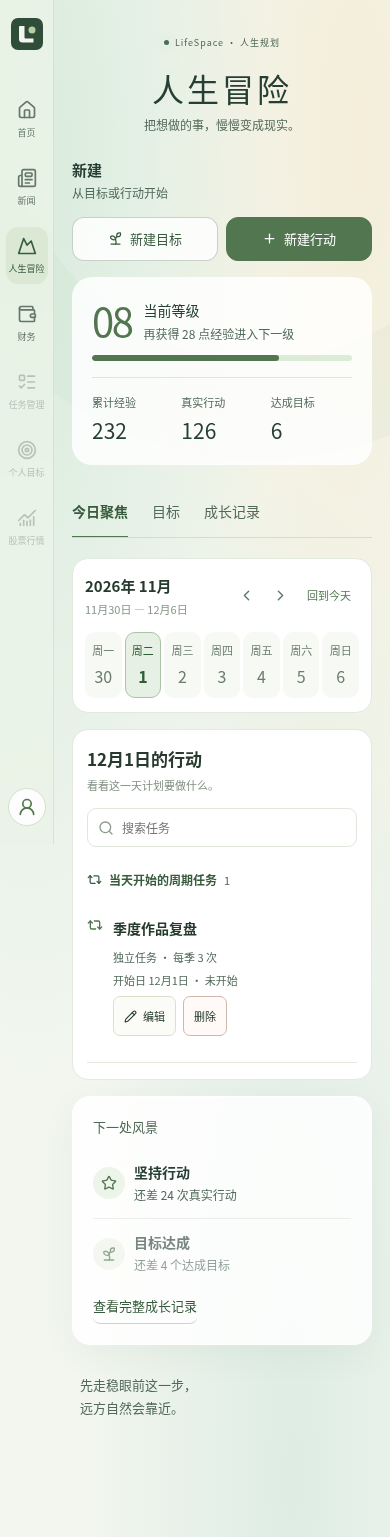 首页
新闻
人生冒险
财务
任务管理
个人目标
股票行情
LifeSpace · 人生规划
人生冒险
把想做的事，慢慢变成现实。
新建
从目标或行动开始
新建目标
新建行动
08
当前等级
再获得 28 点经验进入下一级
累计经验
真实行动
达成目标
232
126
6
今日聚焦
目标
成长记录
2026年 11月
11月30日 — 12月6日
回到今天
周一 周二 周三 周四 周五 周六 周日
30 1 2 3 4 5 6
12月1日的行动
看看这一天计划要做什么。
搜索任务
当天开始的周期任务 1
季度作品复盘
独立任务 · 每季 3 次
开始日 12月1日 · 未开始
编辑
删除
下一处风景
坚持行动
还差 24 次真实行动
目标达成
还差 4 个达成目标
查看完整成长记录
先走稳眼前这一步，
远方自然会靠近。